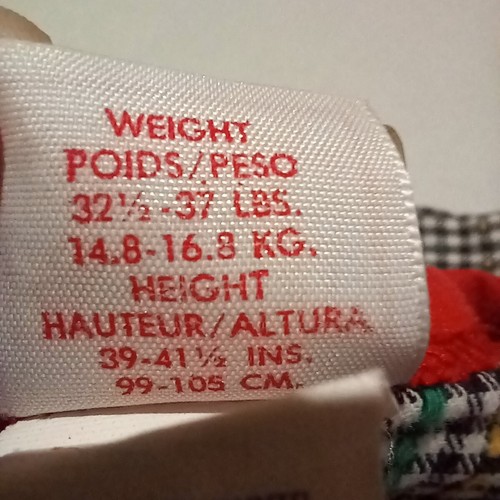 WEIGHT
POIDS/PESO
32½-37 LBS.
14.8-16.8 KG.
HEIGHT
HAUTEUR/ALTURA
39-41½ INS.
99-105 CM.